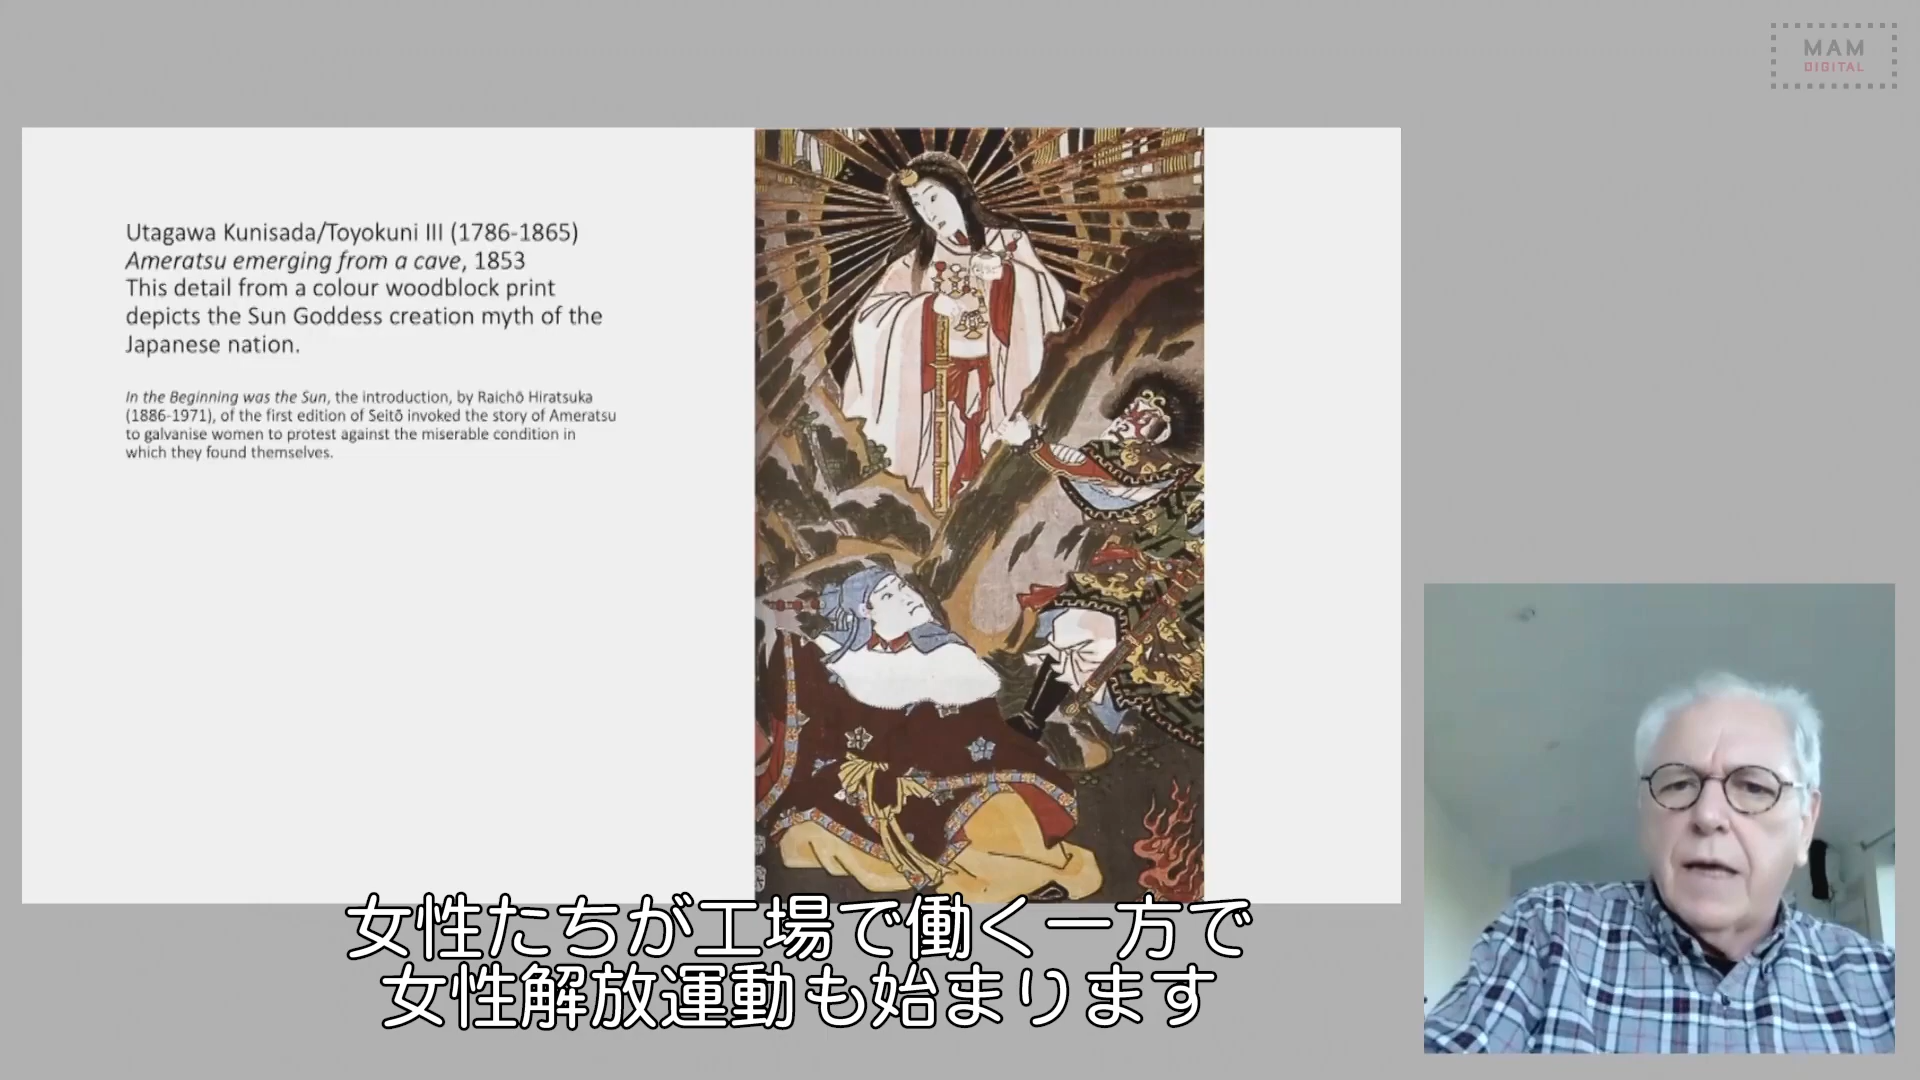 MAM
DIGITAL
Utagawa Kunisada/Toyokuni III (1786-1865)
Ameratsu emerging from a cave, 1853
This detail from a colour woodblock print
depicts the Sun Goddess creation myth of the
Japanese nation.
In the Beginning was the Sun, the introduction, by Raichō Hiratsuka
(1886-1971), of the first edition of Seitō invoked the story of Ameratsu
to galvanise women to protest against the miserable condition in
which they found themselves.
女性たちが工場で働く一方で
女性解放運動も始まります